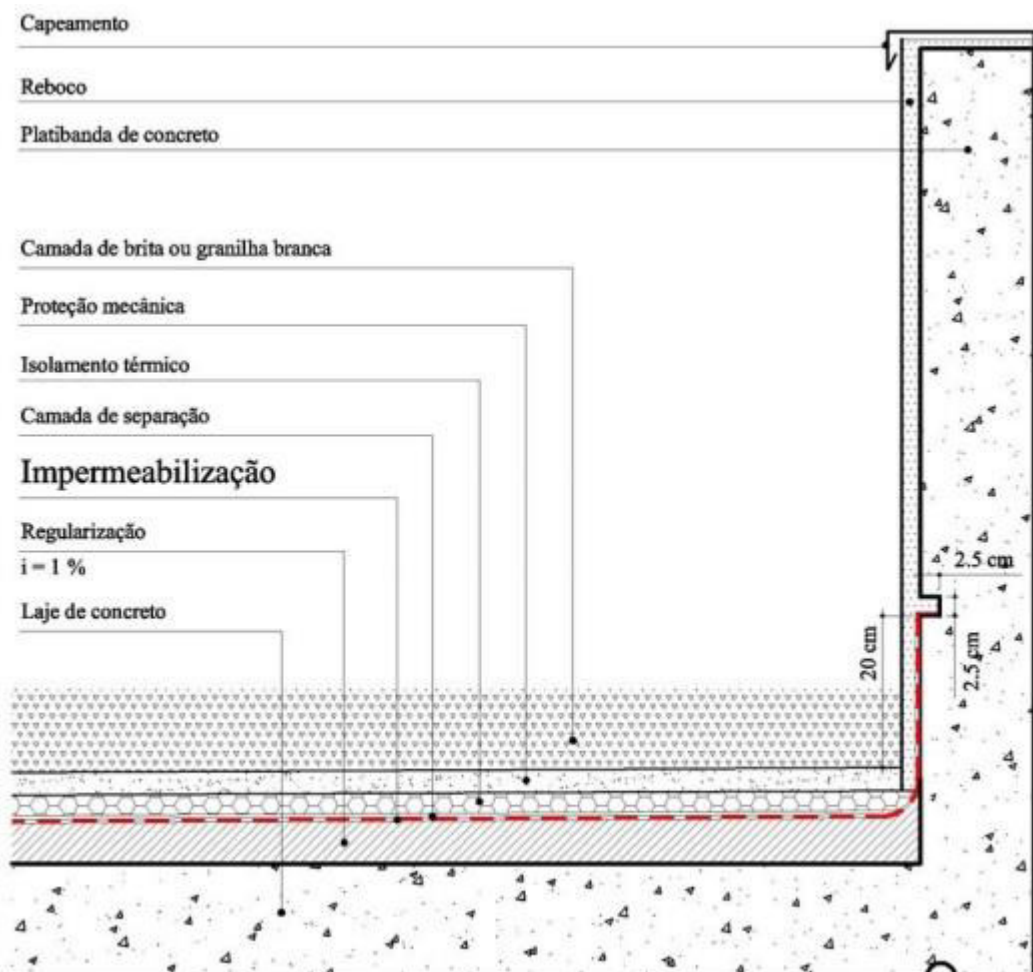 Capeamento
Reboco
Platibanda de concreto
Camada de brita ou granilha branca
Proteção mecânica
Isolamento térmico
Camada de separação
Impermeabilização
Regularização
i = 1 %
Laje de concreto
2.5 cm
20 cm
2.5 cm